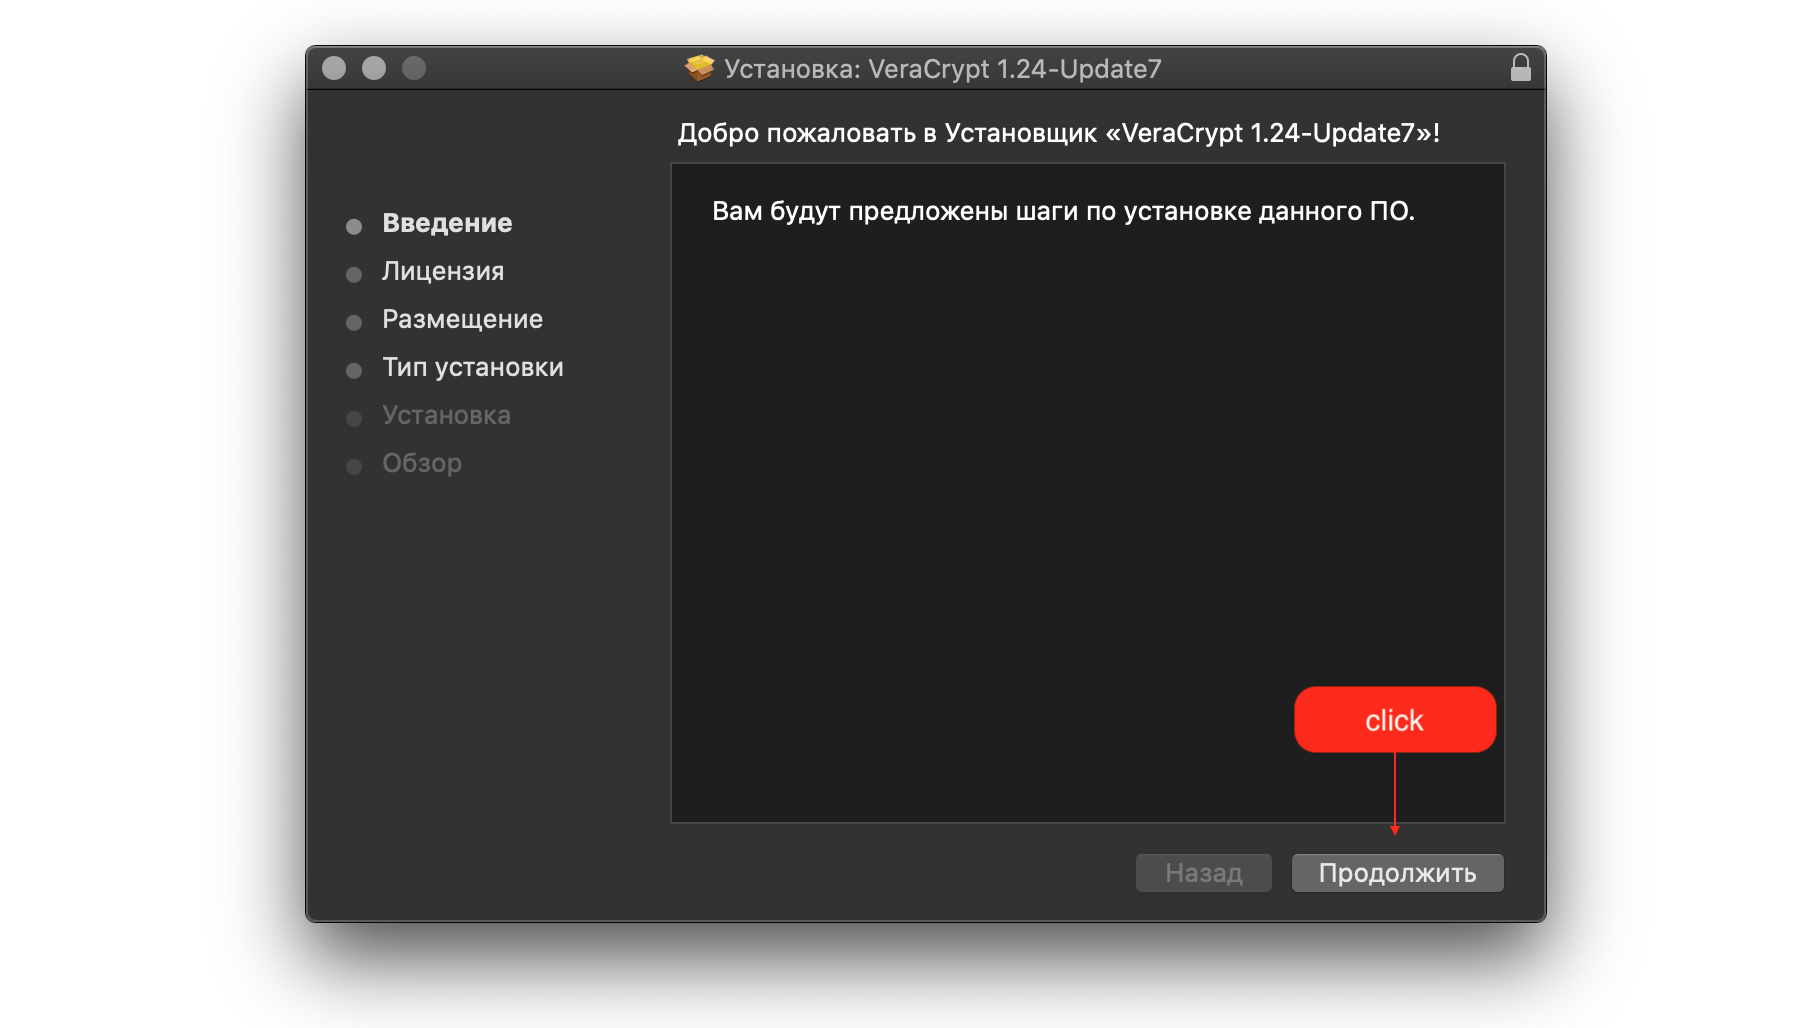 Установка: VeraCrypt 1.24-Update7
Добро пожаловать в Установщик «VeraCrypt 1.24-Update7»!
Введение
Лицензия
Размещение
Тип установки
Установка
Обзор
Вам будут предложены шаги по установке данного ПО.
click
Назад
Продолжить